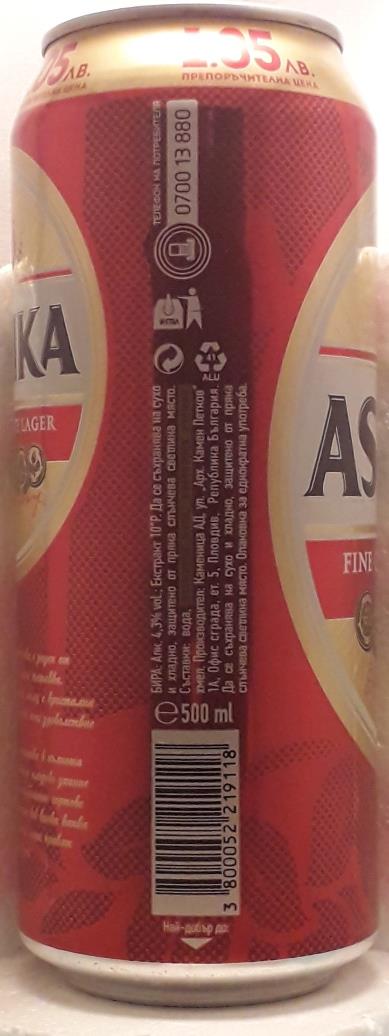 .05 ЛВ.
1.05 ЛВ.
ПРЕПОРЪЧИТЕЛНА ЦЕНА
ТЕЛЕФОН НА ПОТРЕБИТЕЛЯ
0700 13 880
КА
LAGER
AS
FINE
41
ALU
БИРА: Алк. 4,3% vol.; Екстракт 10°P. Да се съхранява на сухо
и хладно, защитено от пряка слънчева светлина място.
Съставки: вода,
хмел. Производител: Каменица АД, ул. „Арх. Камен Петков"
1А, Офис сграда, ет. 5, Пловдив, Република България.
Да се съхранява на сухо и хладно, защитено от пряка
слънчева светлина място. Опаковка за еднократна употреба.
℮ 500 ml
3 800052 219118
Най-добър до: